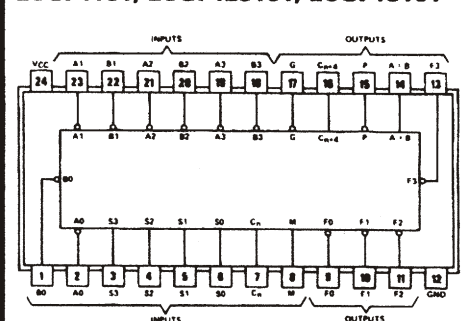 INPUTS OUTPUTS
VCC A1 B1 A2 B2 A3 B3 G Cn+4 P A=B F3
24 23 22 21 20 19 18 17 16 15 14 13
A1 B1 A2 B2 A3 B3 G Cn+4 P A=B
B0 F3
A0 S3 S2 S1 S0 Cn M F0 F1 F2
1 2 3 4 5 6 7 8 9 10 11 12
B0 A0 S3 S2 S1 S0 Cn M F0 F1 F2 GND
INPUTS OUTPUTS